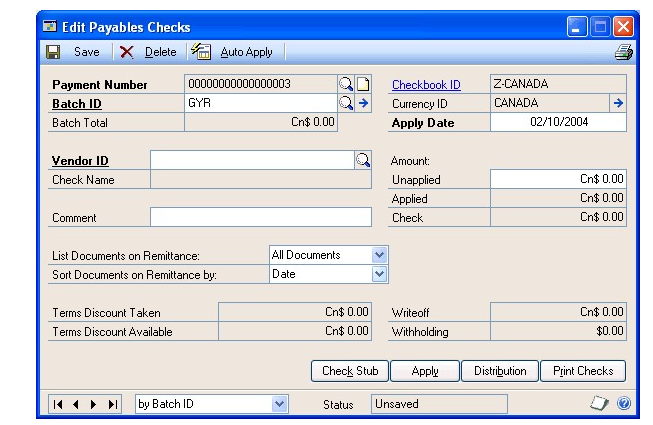 Edit Payables Checks
Save Delete Auto Apply
Payment Number 00000000000000003 Checkbook ID Z-CANADA
Batch ID GYR Currency ID CANADA
Batch Total Cn$ 0.00 Apply Date 02/10/2004
Vendor ID Amount:
Check Name Unapplied Cn$ 0.00
Applied Cn$ 0.00
Comment Check Cn$ 0.00
List Documents on Remittance: All Documents
Sort Documents on Remittance by: Date
Terms Discount Taken Cn$ 0.00 Writeoff Cn$ 0.00
Terms Discount Available Cn$ 0.00 Withholding $0.00
Check Stub Apply Distribution Print Checks
by Batch ID Status Unsaved